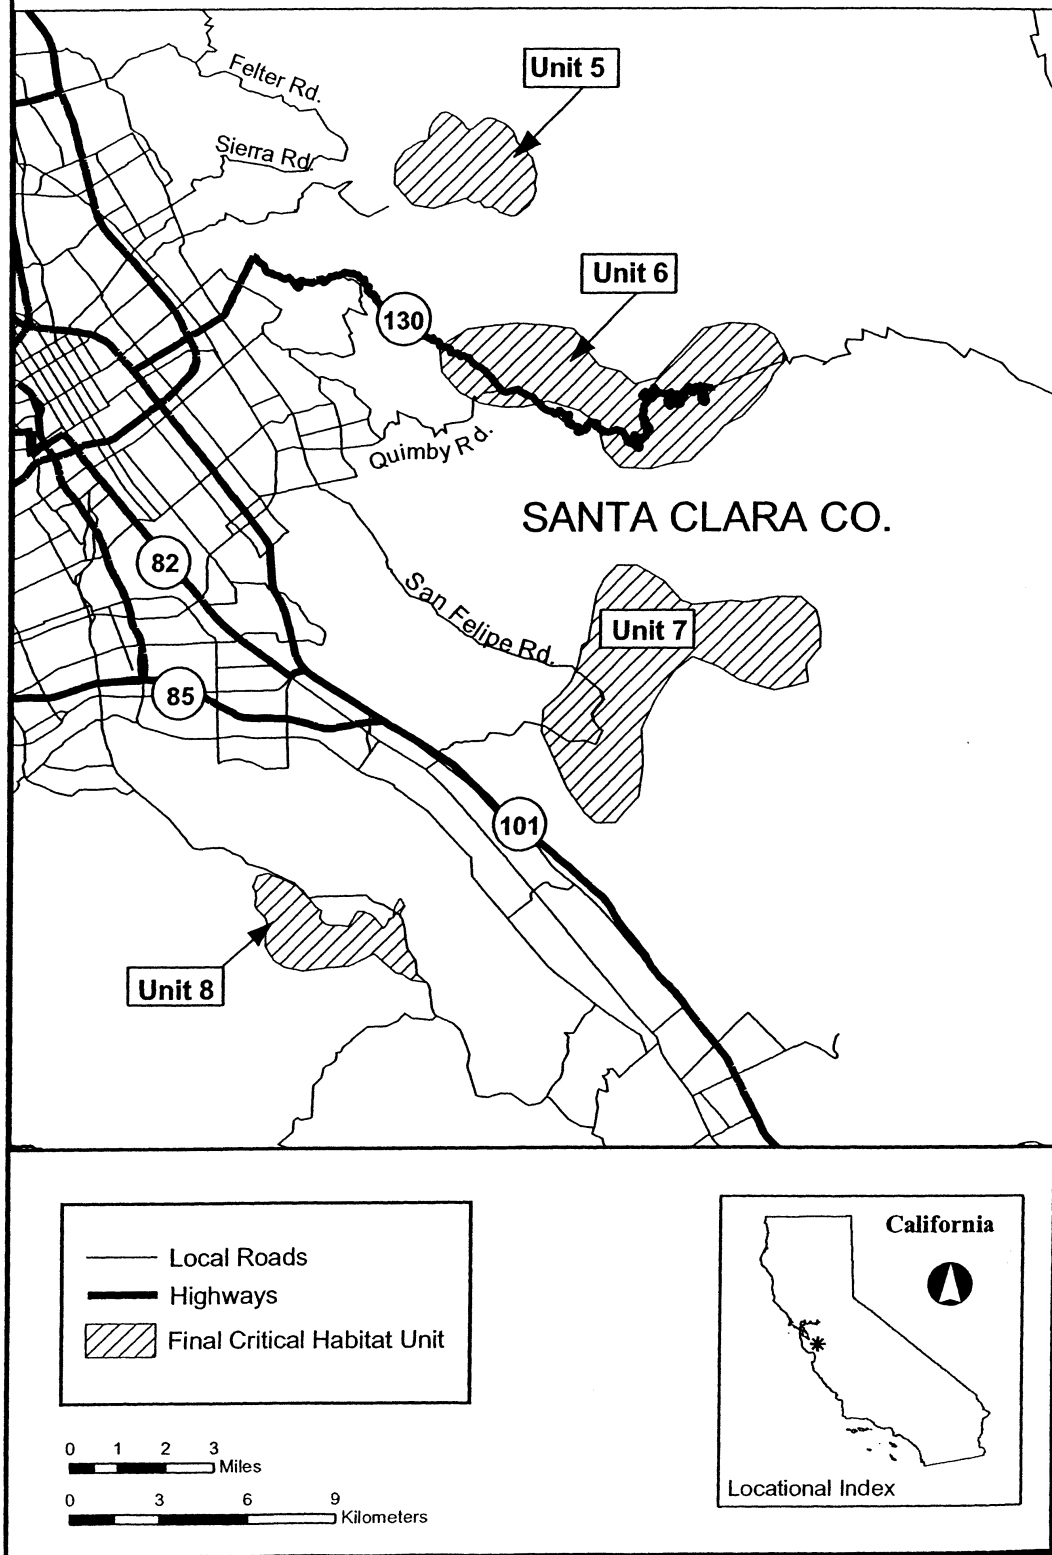 Unit 5
Felter Rd.
Sierra Rd.
Unit 6
130
Quimby Rd.
SANTA CLARA CO.
82
San Felipe Rd.
Unit 7
85
101
Unit 8
Local Roads
Highways
Final Critical Habitat Unit
0 1 2 3
Miles
0 3 6 9
Kilometers
California
Locational Index